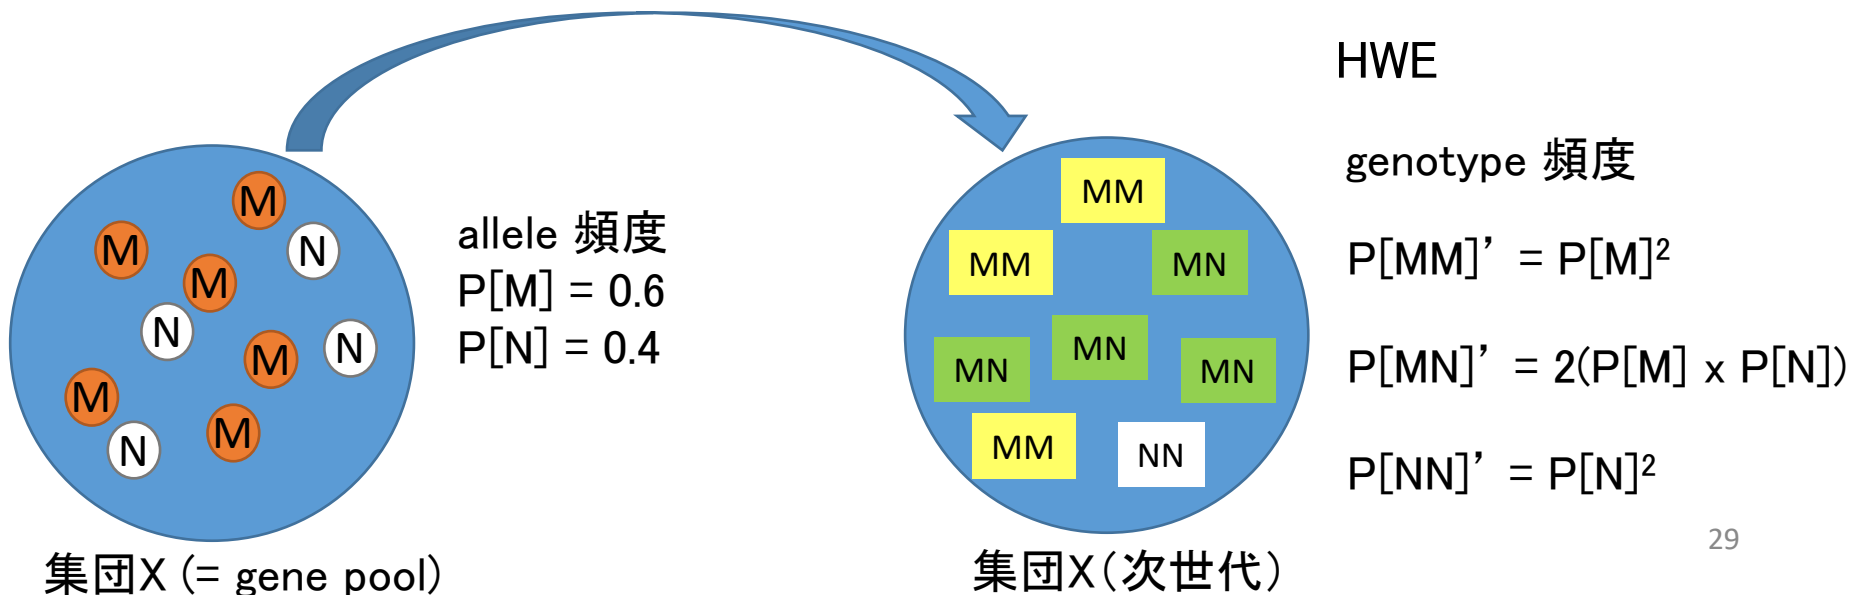 M
M
N
M
N
M
N
M
M
N
集団X (= gene pool)
allele 頻度
P[M] = 0.6
P[N] = 0.4
MM
MM
MN
MN
MN
MN
MM
NN
集団X(次世代)
HWE
genotype 頻度
P[MM]’ = P[M]²
P[MN]’ = 2(P[M] x P[N])
P[NN]’ = P[N]²
29